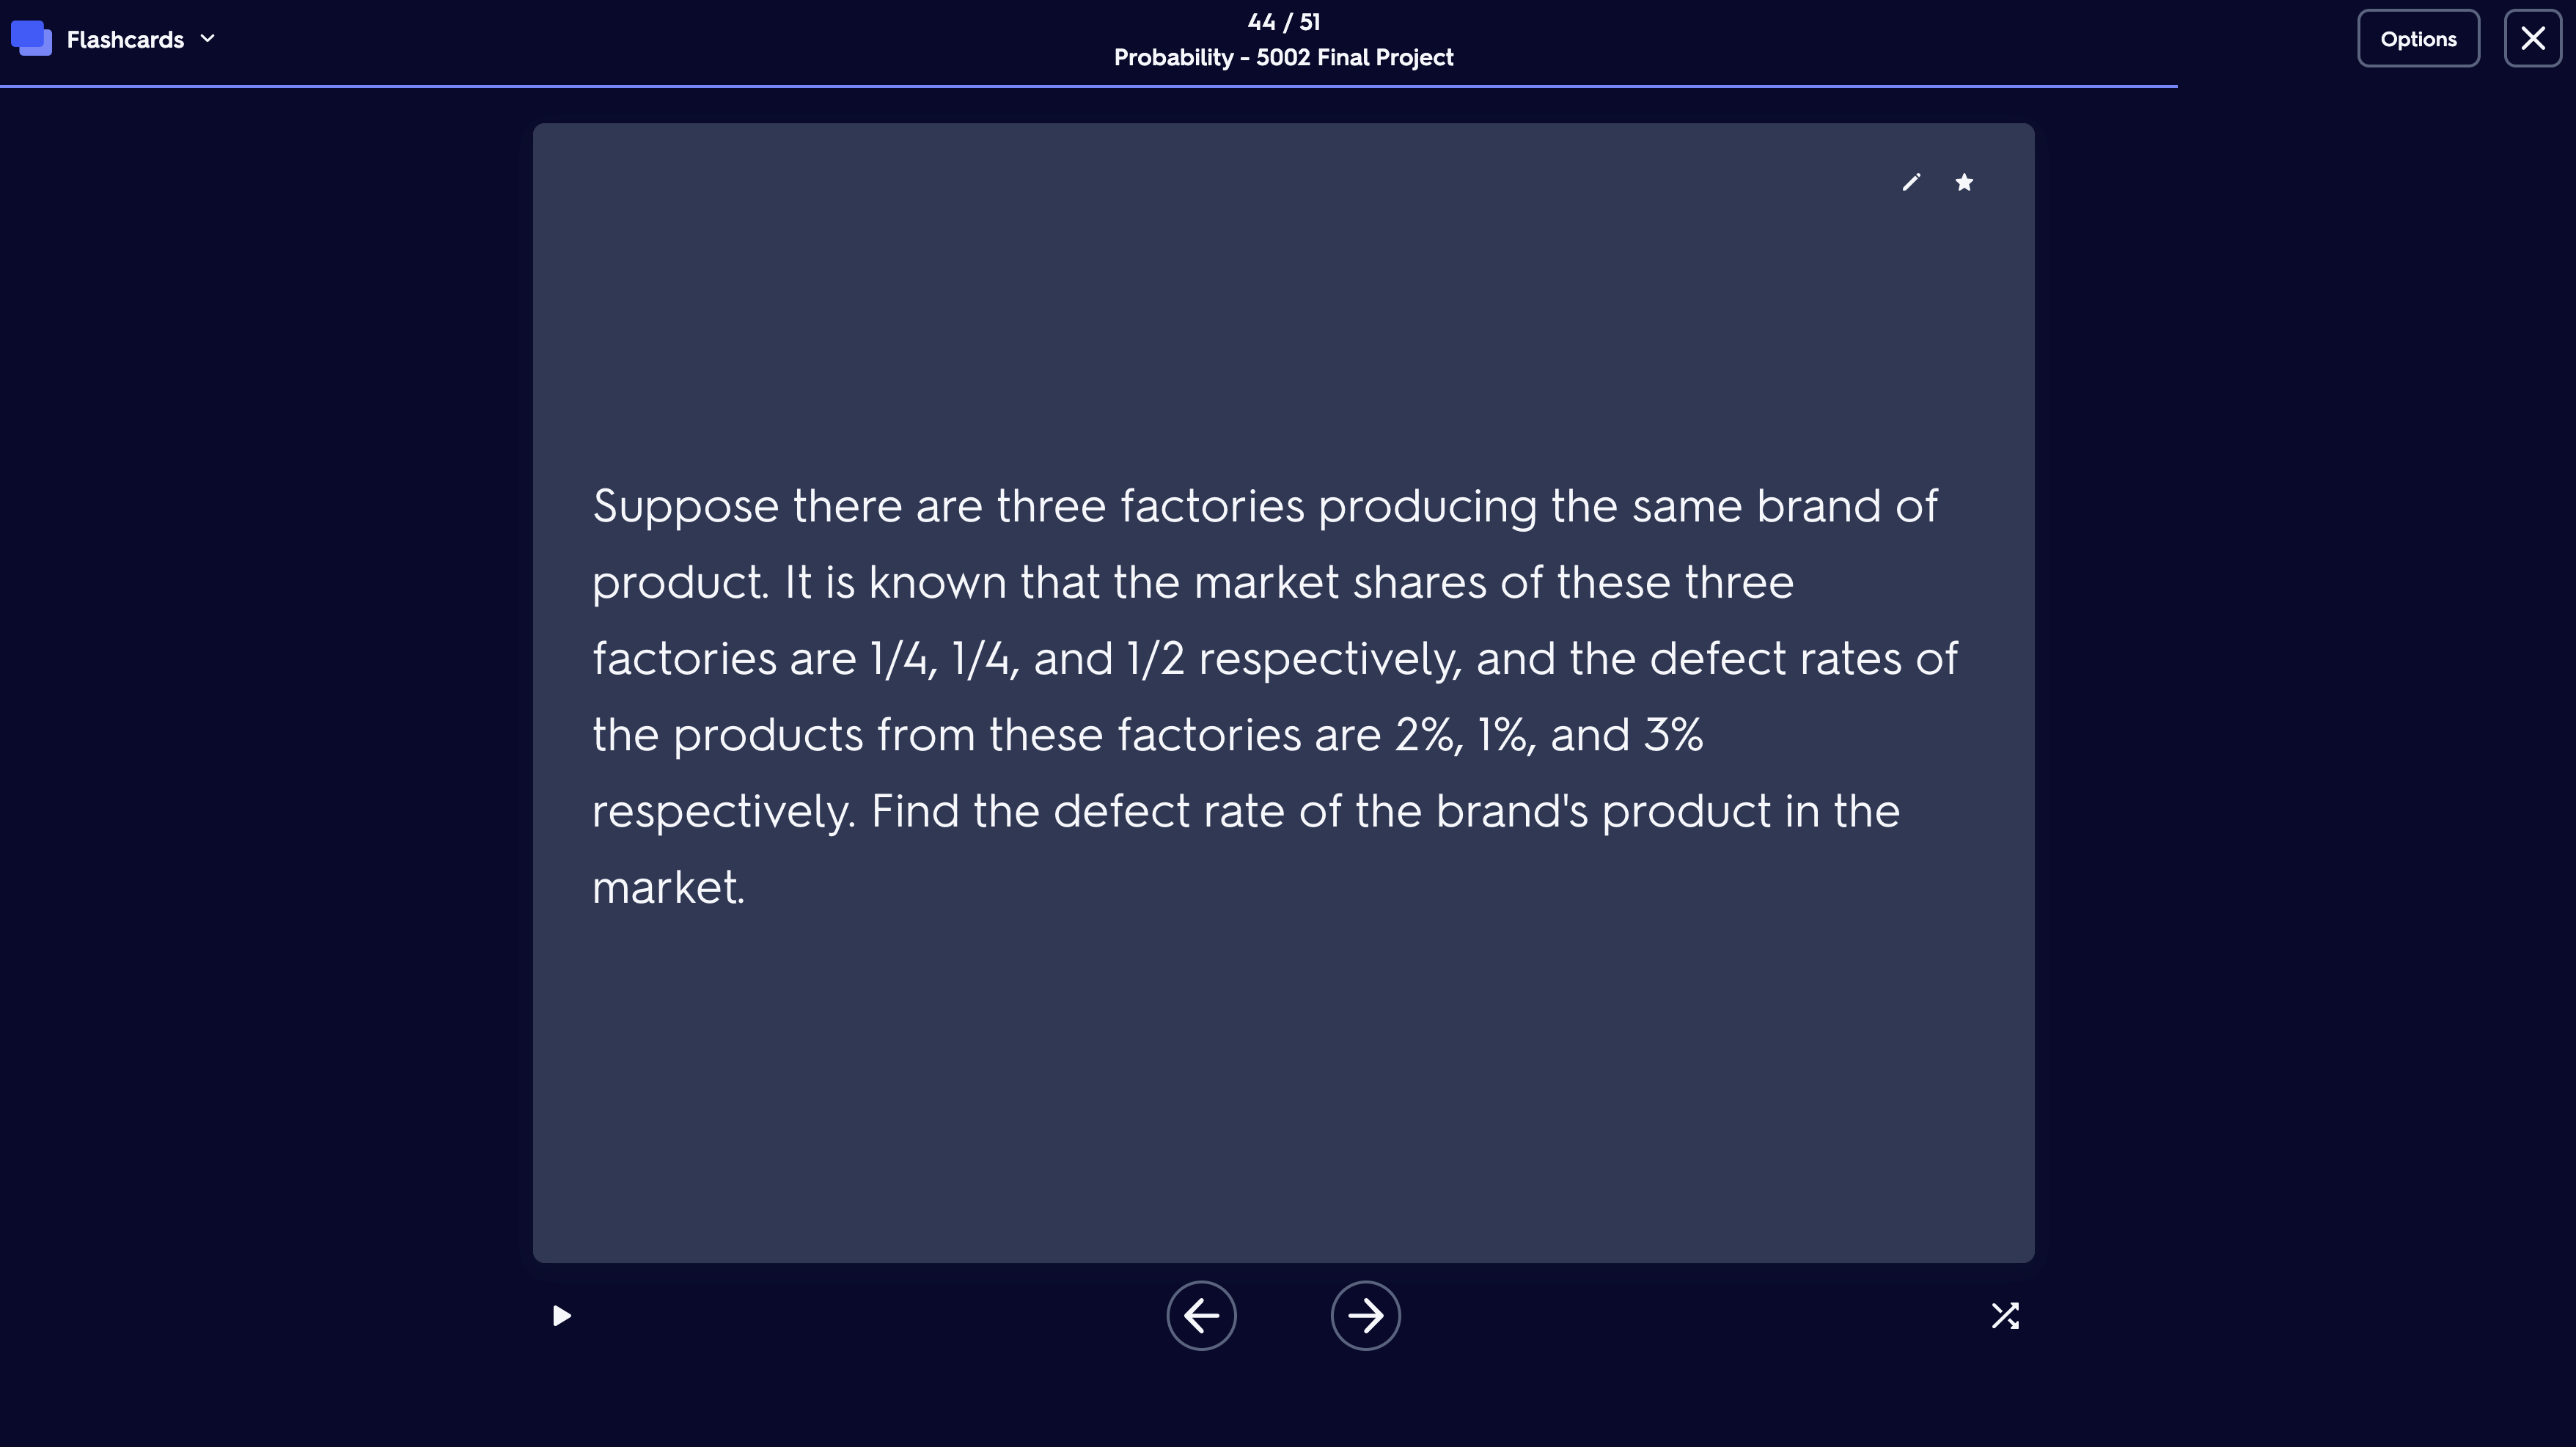 Flashcards
44 / 51
Probability - 5002 Final Project
Options
Suppose there are three factories producing the same brand of
product. It is known that the market shares of these three
factories are 1/4, 1/4, and 1/2 respectively, and the defect rates of
the products from these factories are 2%, 1%, and 3%
respectively. Find the defect rate of the brand's product in the
market.